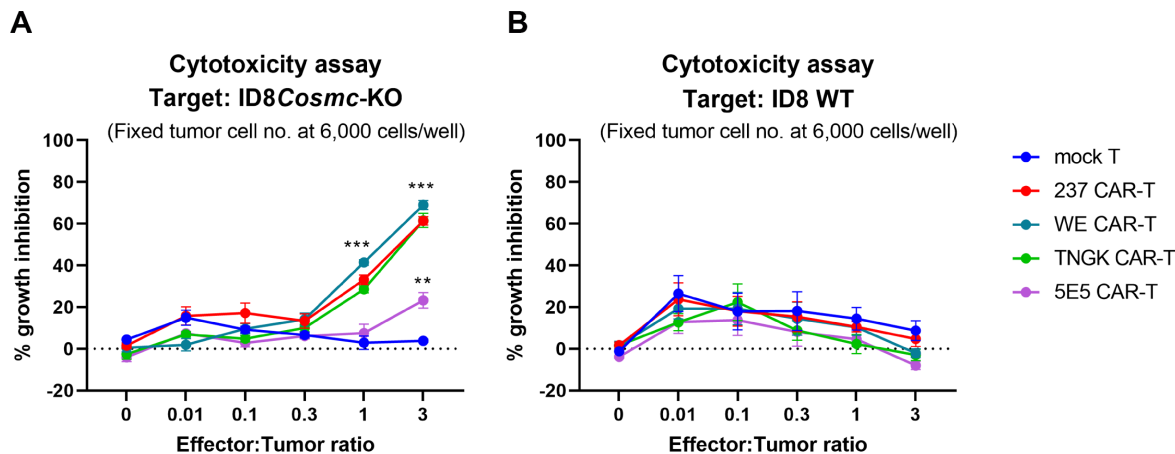 A
Cytotoxicity assay
Target: ID8Cosmc-KO
(Fixed tumor cell no. at 6,000 cells/well)
% growth inhibition
100
80
60
40
20
0
-20
***
***
**
0 0.01 0.1 0.3 1 3
Effector:Tumor ratio
B
Cytotoxicity assay
Target: ID8 WT
(Fixed tumor cell no. at 6,000 cells/well)
% growth inhibition
100
80
60
40
20
0
-20
0 0.01 0.1 0.3 1 3
Effector:Tumor ratio
mock T
237 CAR-T
WE CAR-T
TNGK CAR-T
5E5 CAR-T